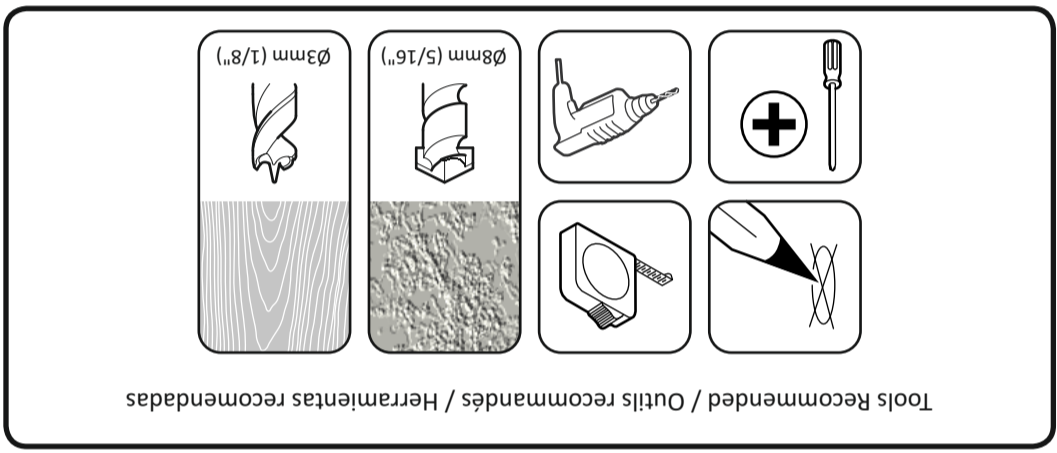 Tools Recommended / Outils recommandés / Herramientas recomendadas
Ø8mm (5/16")
Ø3mm (1/8")